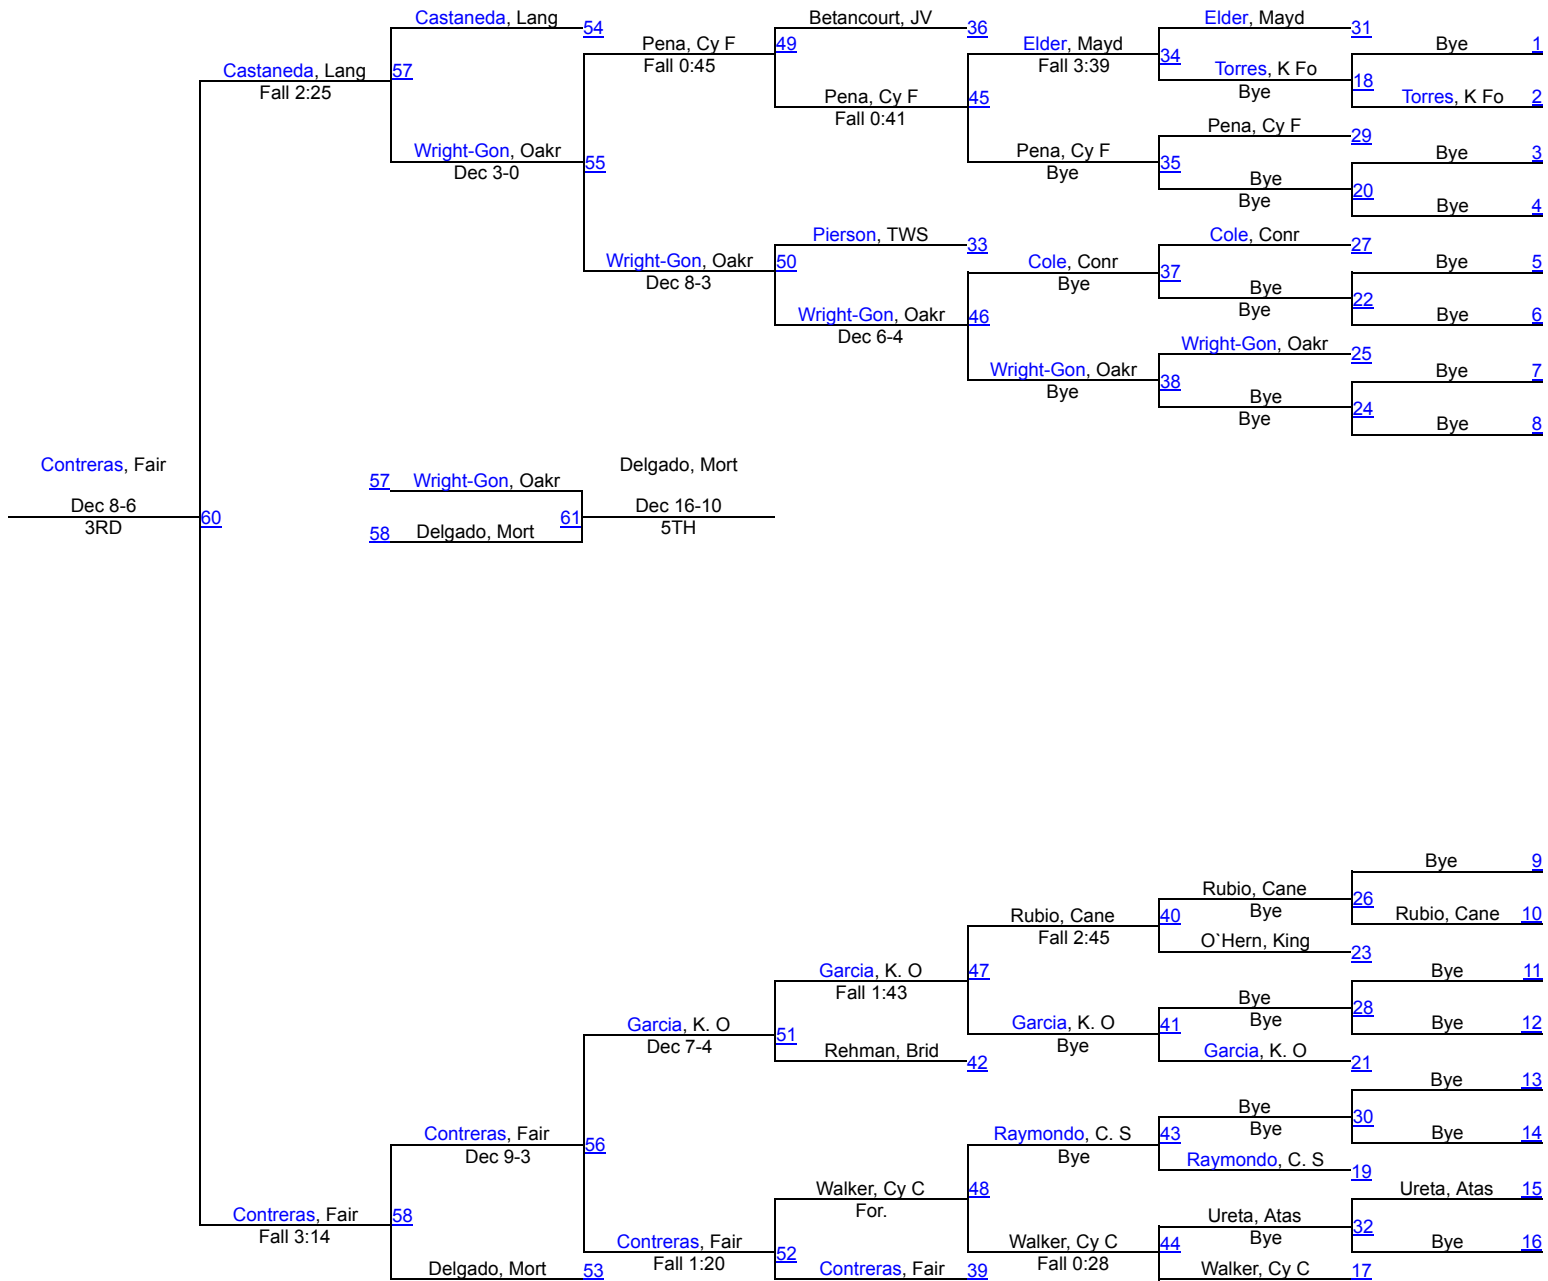 Castaneda, Lang
54
Betancourt, JV
36
Elder, Mayd
31
Pena, Cy F
49
Fall 0:45
Elder, Mayd
34
Fall 3:39
Bye 1
Castaneda, Lang
57
Fall 2:25
Torres, K Fo
18
Bye
Torres, K Fo 2
Pena, Cy F
45
Fall 0:41
Pena, Cy F
29
Wright-Gon, Oakr
55
Dec 3-0
Pena, Cy F
35
Bye
Bye 3
Bye
20
Bye
Bye 4
Pierson, TWS
33
Cole, Conr
27
Wright-Gon, Oakr
50
Dec 8-3
Cole, Conr
37
Bye
Bye 5
Bye
22
Bye
Bye 6
Wright-Gon, Oakr
46
Dec 6-4
Wright-Gon, Oakr
25
Wright-Gon, Oakr
38
Bye
Bye 7
Bye
24
Bye
Bye 8
Contreras, Fair
Dec 8-6
60
3RD
57 Wright-Gon, Oakr
Delgado, Mort
61
Dec 16-10
5TH
58 Delgado, Mort
Bye 9
Rubio, Cane
26
Bye
Rubio, Cane 10
Rubio, Cane
40
Fall 2:45
O`Hern, King
23
Garcia, K. O
47
Fall 1:43
Bye 11
Bye
28
Bye
Bye 12
Garcia, K. O
51
Dec 7-4
Garcia, K. O
41
Bye
Rehman, Brid
42
Garcia, K. O
21
Bye 13
Bye
30
Bye
Bye 14
Contreras, Fair
56
Dec 9-3
Raymondo, C. S
43
Bye
Raymondo, C. S
19
Walker, Cy C
48
For.
Ureta, Atas 15
Contreras, Fair
58
Fall 3:14
Ureta, Atas
32
Bye
Bye 16
Contreras, Fair
52
Fall 1:20
Walker, Cy C
44
Fall 0:28
Delgado, Mort 53
Contreras, Fair 39
Walker, Cy C 17